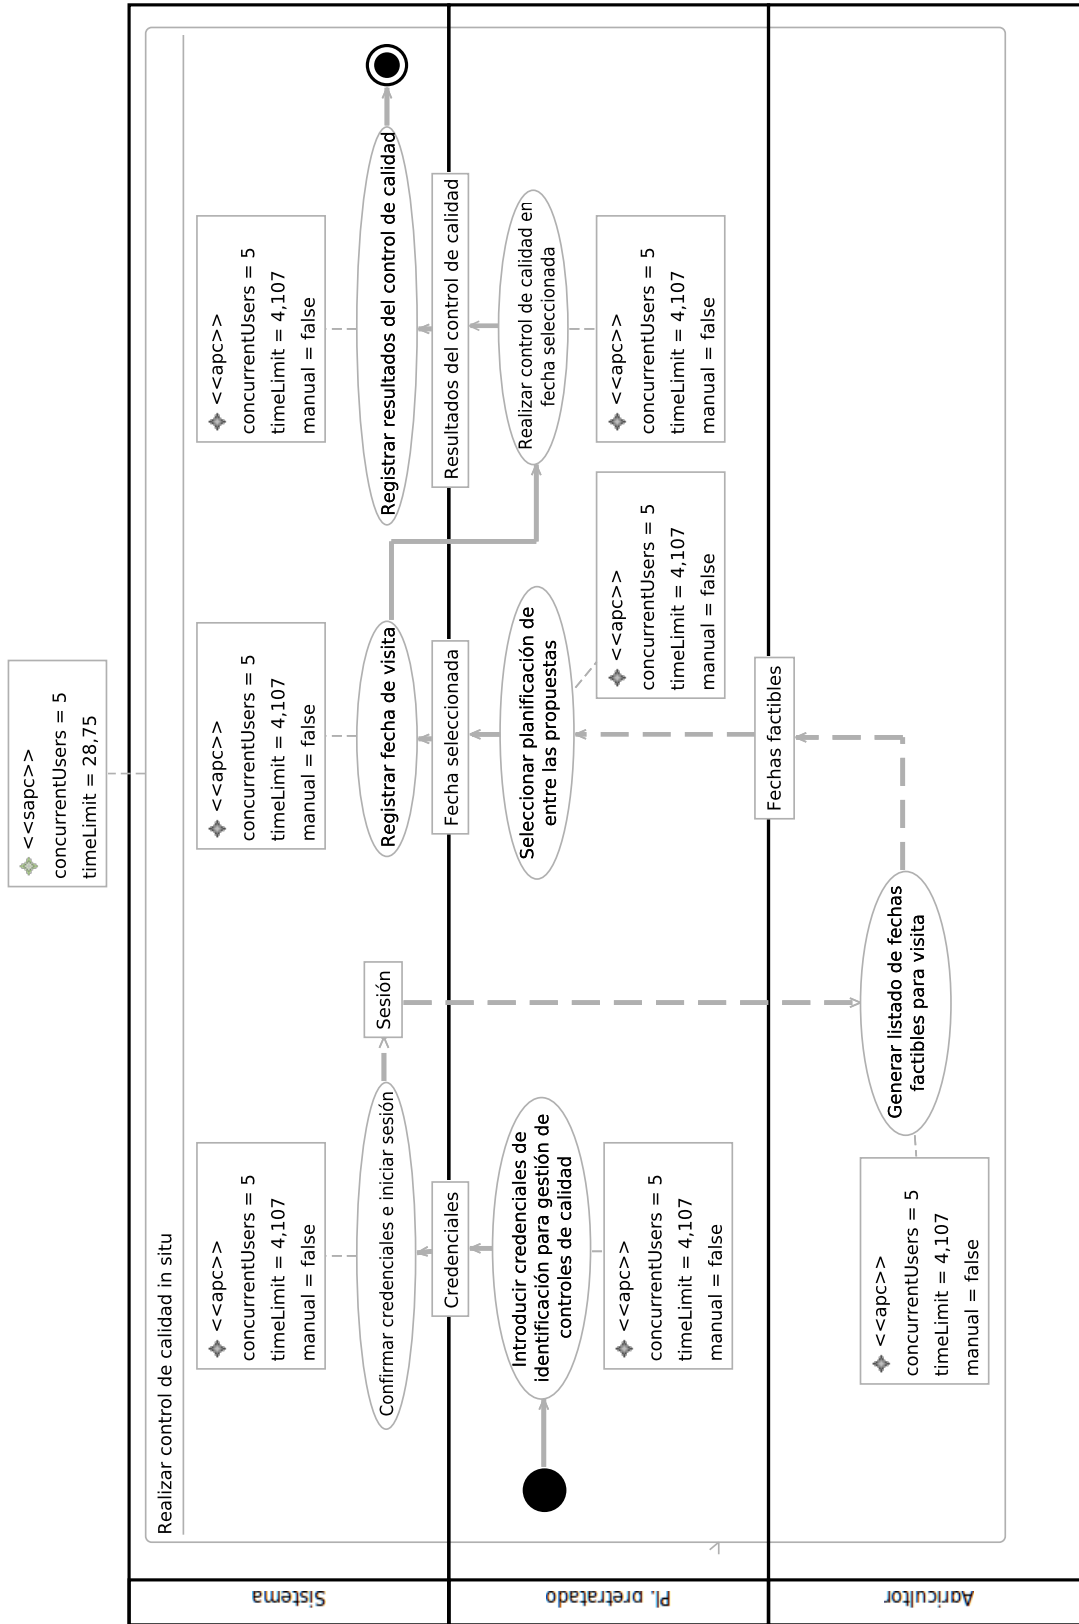 <<sapc>>
concurrentUsers = 5
timeLimit = 28,75
Realizar control de calidad in situ
Sistema
<<apc>>
concurrentUsers = 5
timeLimit = 4,107
manual = false
<<apc>>
concurrentUsers = 5
timeLimit = 4,107
manual = false
<<apc>>
concurrentUsers = 5
timeLimit = 4,107
manual = false
Confirmar credenciales e iniciar sesión
Sesión
Registrar fecha de visita
Registrar resultados del control de calidad
Credenciales
Fecha seleccionada
Resultados del control de calidad
Pl. pretratado
Introducir credenciales de
identificación para gestión de
controles de calidad
Seleccionar planificación de
entre las propuestas
Realizar control de calidad en
fecha seleccionada
<<apc>>
concurrentUsers = 5
timeLimit = 4,107
manual = false
<<apc>>
concurrentUsers = 5
timeLimit = 4,107
manual = false
<<apc>>
concurrentUsers = 5
timeLimit = 4,107
manual = false
Fechas factibles
Agricultor
Generar listado de fechas
factibles para visita
<<apc>>
concurrentUsers = 5
timeLimit = 4,107
manual = false